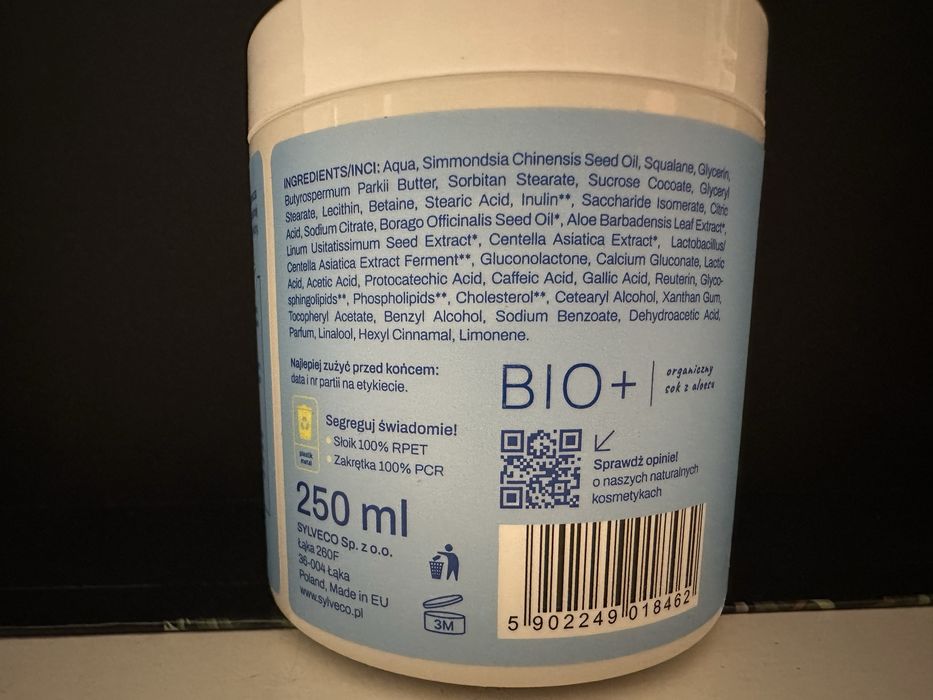 INGREDIENTS/INCI: Aqua, Simmondsia Chinensis Seed Oil, Squalane, Glycerin,
Butyrospermum Parkii Butter, Sorbitan Stearate, Sucrose Cocoate, Glyceryl
Stearate, Lecithin, Betaine, Stearic Acid, Inulin**, Saccharide Isomerate, Citric
Acid, Sodium Citrate, Borago Officinalis Seed Oil*, Aloe Barbadensis Leaf Extract*,
Linum Usitatissimum Seed Extract*, Centella Asiatica Extract*, Lactobacillus/
Centella Asiatica Extract Ferment**, Gluconolactone, Calcium Gluconate, Lactic
Acid, Acetic Acid, Protocatechic Acid, Caffeic Acid, Gallic Acid, Reuterin, Glyco-
sphingolipids**, Phospholipids**, Cholesterol**, Cetearyl Alcohol, Xanthan Gum,
Tocopheryl Acetate, Benzyl Alcohol, Sodium Benzoate, Dehydroacetic Acid,
Parfum, Linalool, Hexyl Cinnamal, Limonene.
Najlepiej zużyć przed końcem:
data i nr partii na etykiecie.
BIO+
organiczny
sok z aloesu
plastik
metal
Segreguj świadomie!
• Słoik 100% RPET
• Zakrętka 100% PCR
Sprawdź opinie!
o naszych naturalnych
kosmetykach
250 ml
SYLVECO Sp. z o.o.
Łąka 260F
36-004 Łąka
Poland, Made in EU
www.sylveco.pl
3M
5 902249 018462